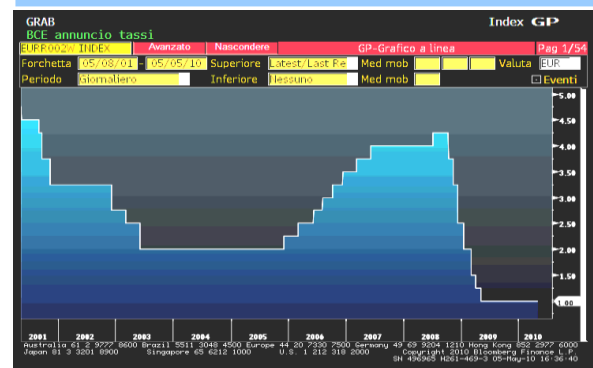 GRAB Index GP
BCE annuncio tassi
EURR002W INDEX Avanzato Nascondere GP-Grafico a linea Pag 1/54
Forchetta 05/08/01 - 05/05/10 Superiore Latest/Last Re Med mob Valuta EUR
Periodo Giornaliero Inferiore Nessuno Med mob Eventi
5.00
4.50
4.00
3.50
3.00
2.50
2.00
1.50
1.00
2001 2002 2003 2004 2005 2006 2007 2008 2009 2010
Australia 61 2 9777 8600 Brazil 5511 3048 4500 Europe 44 20 7330 7500 Germany 49 69 9204 1210 Hong Kong 852 2977 6000
Japan 81 3 3201 8900 Singapore 65 6212 1000 U.S. 1 212 318 2000 Copyright 2010 Bloomberg Finance L.P.
SN 496965 H261-469-3 05-May-10 16:36:40